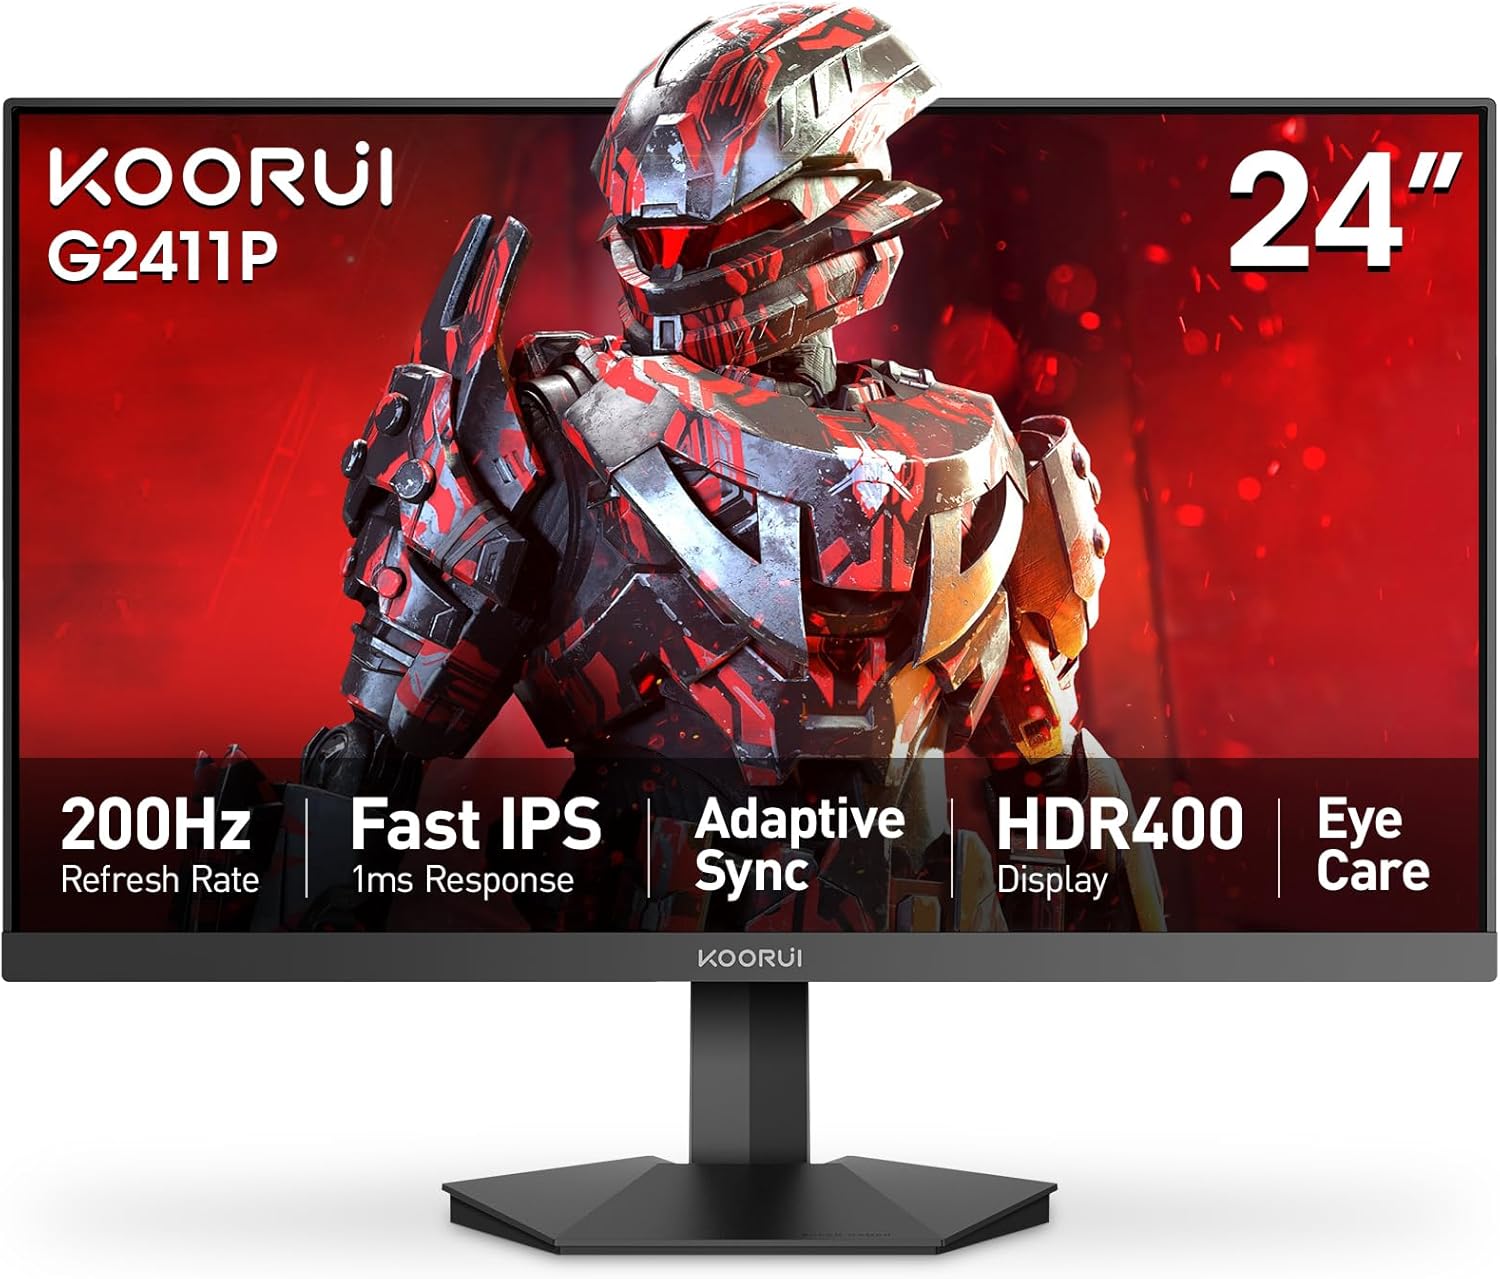 KOORUI
G2411P
24"
200Hz
Refresh Rate
Fast IPS
1ms Response
Adaptive
Sync
HDR400
Display
Eye
Care
KOORUI